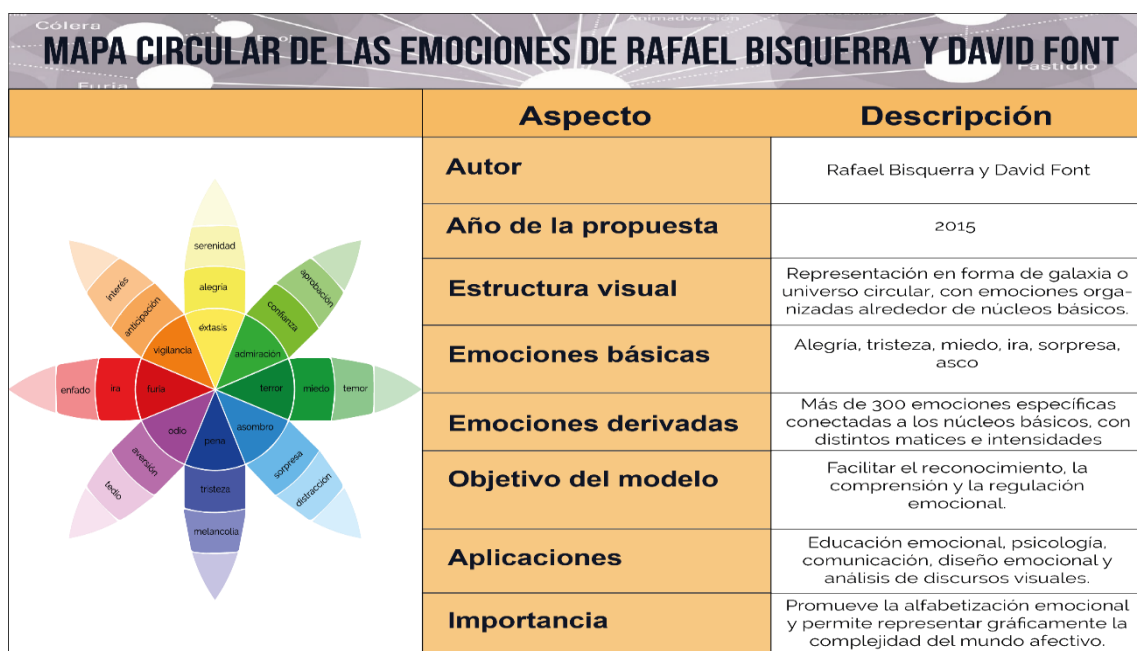 Cólera
Animadversión
MAPA CIRCULAR DE LAS EMOCIONES DE RAFAEL BISQUERRA Y DAVID FONT
Furia
Fastidio
Aspecto
Descripción
serenidad
alegría
éxtasis
aprobación
confianza
admiración
interés
anticipación
vigilancia
enfado
ira
furia
terror
miedo
temor
odio
aversión
tedio
pena
tristeza
melancolía
asombro
sorpresa
distracción
Autor
Rafael Bisquerra y David Font
Año de la propuesta
2015
Estructura visual
Representación en forma de galaxia o
universo circular, con emociones orga-
nizadas alrededor de núcleos básicos.
Emociones básicas
Alegría, tristeza, miedo, ira, sorpresa,
asco
Emociones derivadas
Más de 300 emociones específicas
conectadas a los núcleos básicos, con
distintos matices e intensidades
Objetivo del modelo
Facilitar el reconocimiento, la
comprensión y la regulación
emocional.
Aplicaciones
Educación emocional, psicología,
comunicación, diseño emocional y
análisis de discursos visuales.
Importancia
Promueve la alfabetización emocional
y permite representar gráficamente la
complejidad del mundo afectivo.